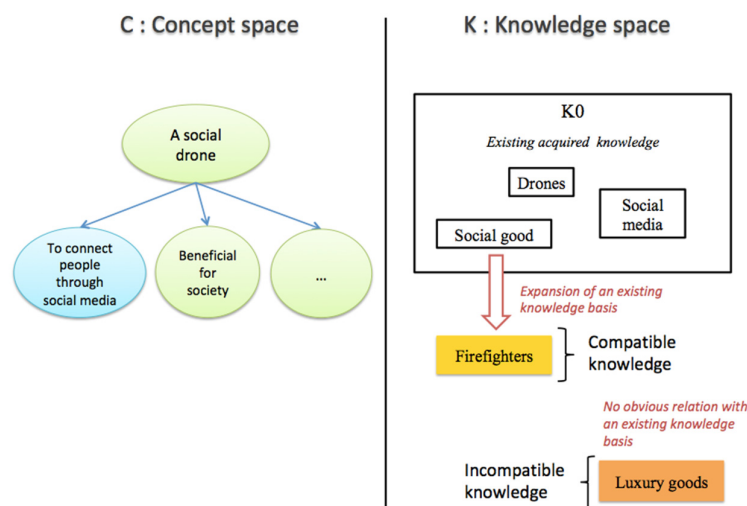 C : Concept space
K : Knowledge space
A social
drone
To connect
people
through
social media
Beneficial
for
society
...
K0
Existing acquired knowledge
Drones
Social
media
Social good
Expansion of an existing
knowledge basis
Firefighters
Compatible
knowledge
No obvious relation with
an existing knowledge
basis
Incompatible
knowledge
Luxury goods